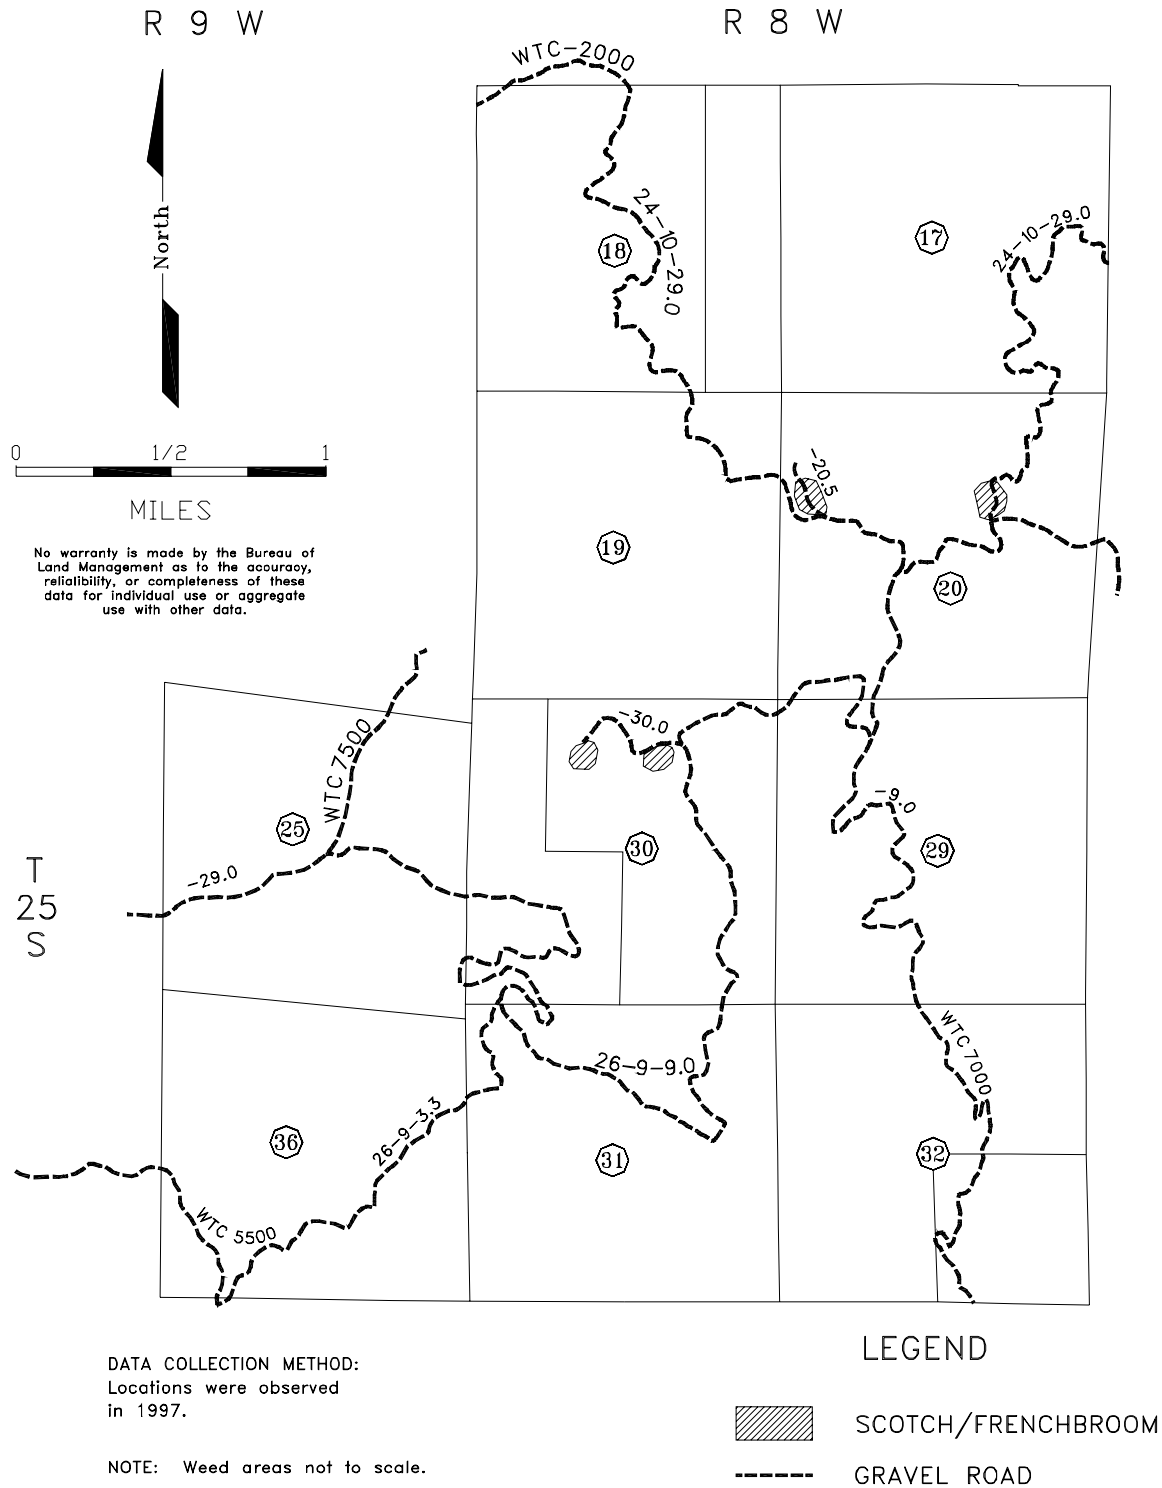 R 9 W
R 8 W
WTC-2000
24-10-29.0
24-10-29.0
18
17
North
0 1/2 1
MILES
No warranty is made by the Bureau of
Land Management as to the accuracy,
relialibility, or completeness of these
data for individual use or aggregate
use with other data.
-20.5
19
20
WTC 7500
-30.0
-9.0
25
30
29
T
25
S
-29.0
WTC 7000
26-9-9.0
26-9-3.3
36
31
32
WTC 5500
DATA COLLECTION METHOD:
Locations were observed
in 1997.
NOTE: Weed areas not to scale.
LEGEND
SCOTCH/FRENCHBROOM
GRAVEL ROAD